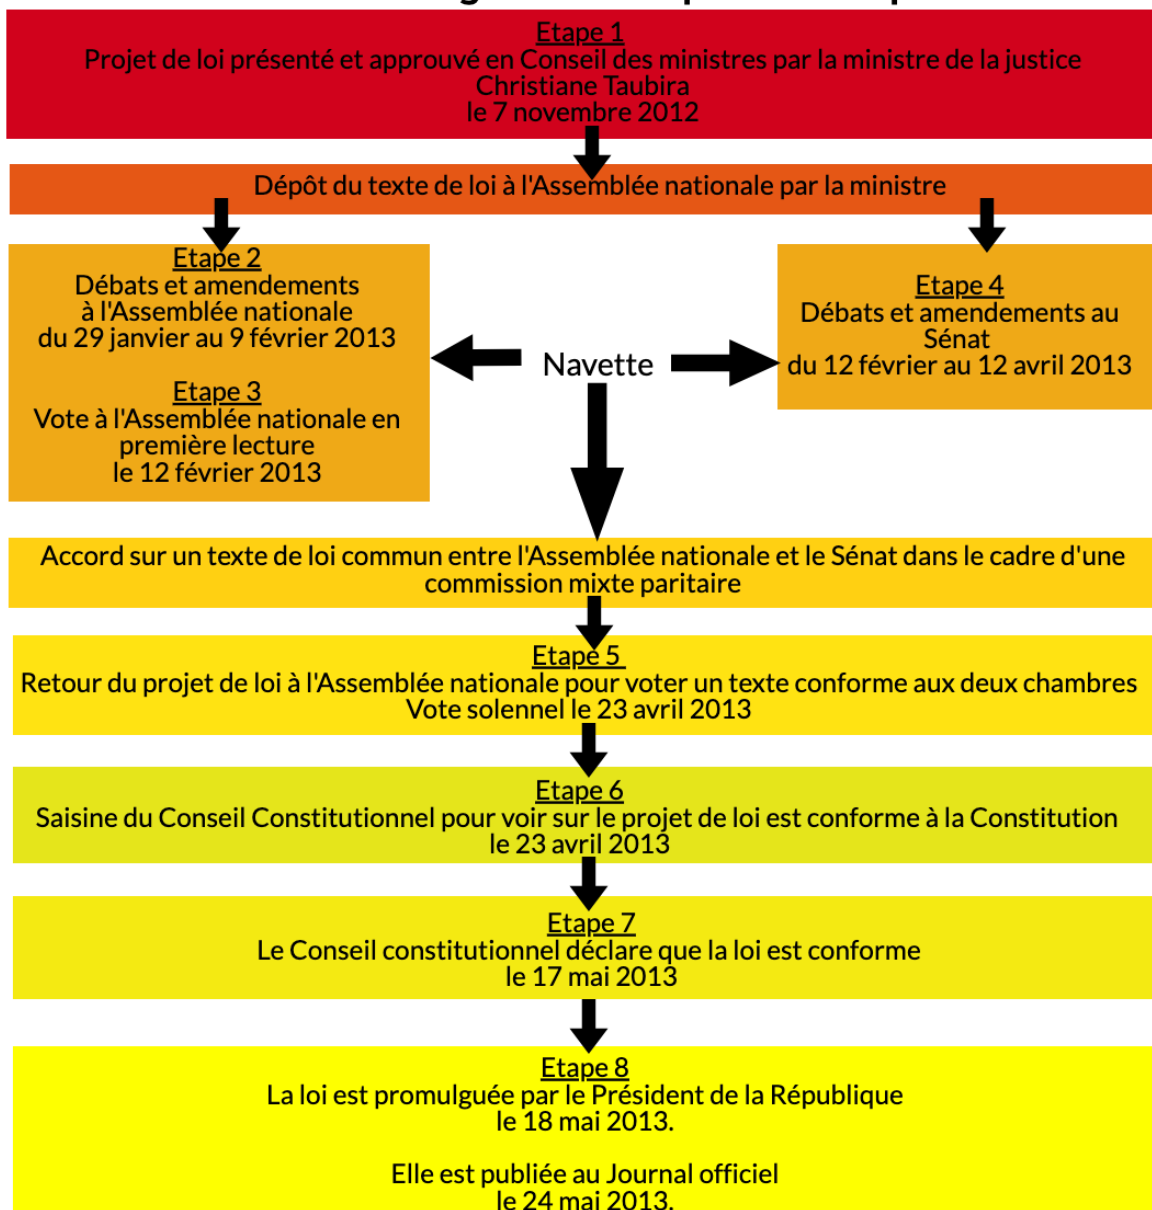 Etape 1
Projet de loi présenté et approuvé en Conseil des ministres par la ministre de la justice
Christiane Taubira
le 7 novembre 2012
Dépôt du texte de loi à l'Assemblée nationale par la ministre
Etape 2
Débats et amendements
à l'Assemblée nationale
du 29 janvier au 9 février 2013
Etape 3
Vote à l'Assemblée nationale en
première lecture
le 12 février 2013
Navette
Etape 4
Débats et amendements au
Sénat
du 12 février au 12 avril 2013
Accord sur un texte de loi commun entre l'Assemblée nationale et le Sénat dans le cadre d'une
commission mixte paritaire
Etape 5
Retour du projet de loi à l'Assemblée nationale pour voter un texte conforme aux deux chambres
Vote solennel le 23 avril 2013
Etape 6
Saisine du Conseil Constitutionnel pour voir sur le projet de loi est conforme à la Constitution
le 23 avril 2013
Etape 7
Le Conseil constitutionnel déclare que la loi est conforme
le 17 mai 2013
Etape 8
La loi est promulguée par le Président de la République
le 18 mai 2013.
Elle est publiée au Journal officiel
le 24 mai 2013.